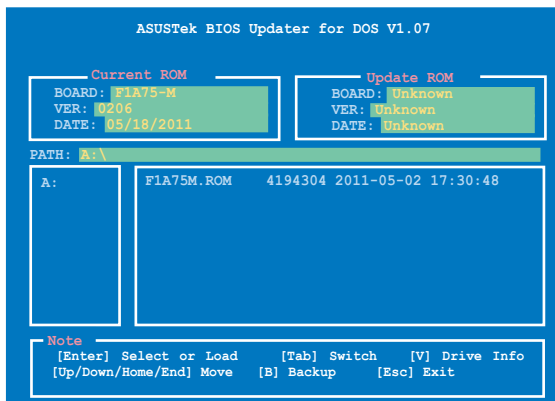 ASUSTek BIOS Updater for DOS V1.07
Current ROM
BOARD: F1A75-M
VER: 0206
DATE: 05/18/2011
Update ROM
BOARD: Unknown
VER: Unknown
DATE: Unknown
PATH: A:\
A:
F1A75M.ROM 4194304 2011-05-02 17:30:48
Note
[Enter] Select or Load [Tab] Switch [V] Drive Info
[Up/Down/Home/End] Move [B] Backup [Esc] Exit